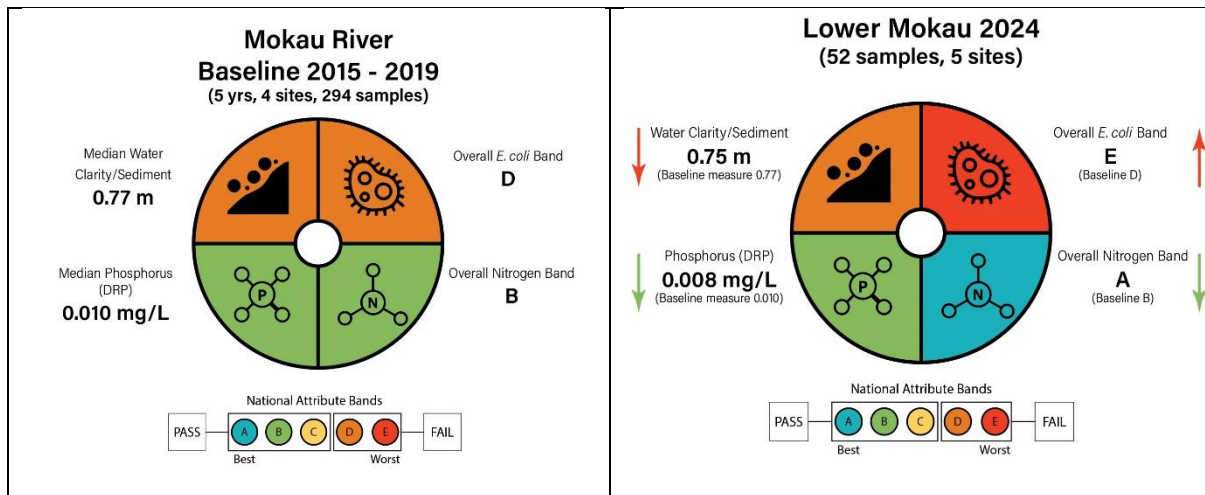 Mokau River
Baseline 2015 - 2019
(5 yrs, 4 sites, 294 samples)
Median Water
Clarity/Sediment
0.77 m
Overall E. coli Band
D
Median Phosphorus
(DRP)
0.010 mg/L
P
N
Overall Nitrogen Band
B
National Attribute Bands
PASS
A
B
C
D
E
FAIL
Best
Worst
Lower Mokau 2024
(52 samples, 5 sites)
Water Clarity/Sediment
0.75 m
(Baseline measure 0.77)
Overall E. coli Band
E
(Baseline D)
Phosphorus (DRP)
0.008 mg/L
(Baseline measure 0.010)
P
N
Overall Nitrogen Band
A
(Baseline B)
National Attribute Bands
PASS
A
B
C
D
E
FAIL
Best
Worst